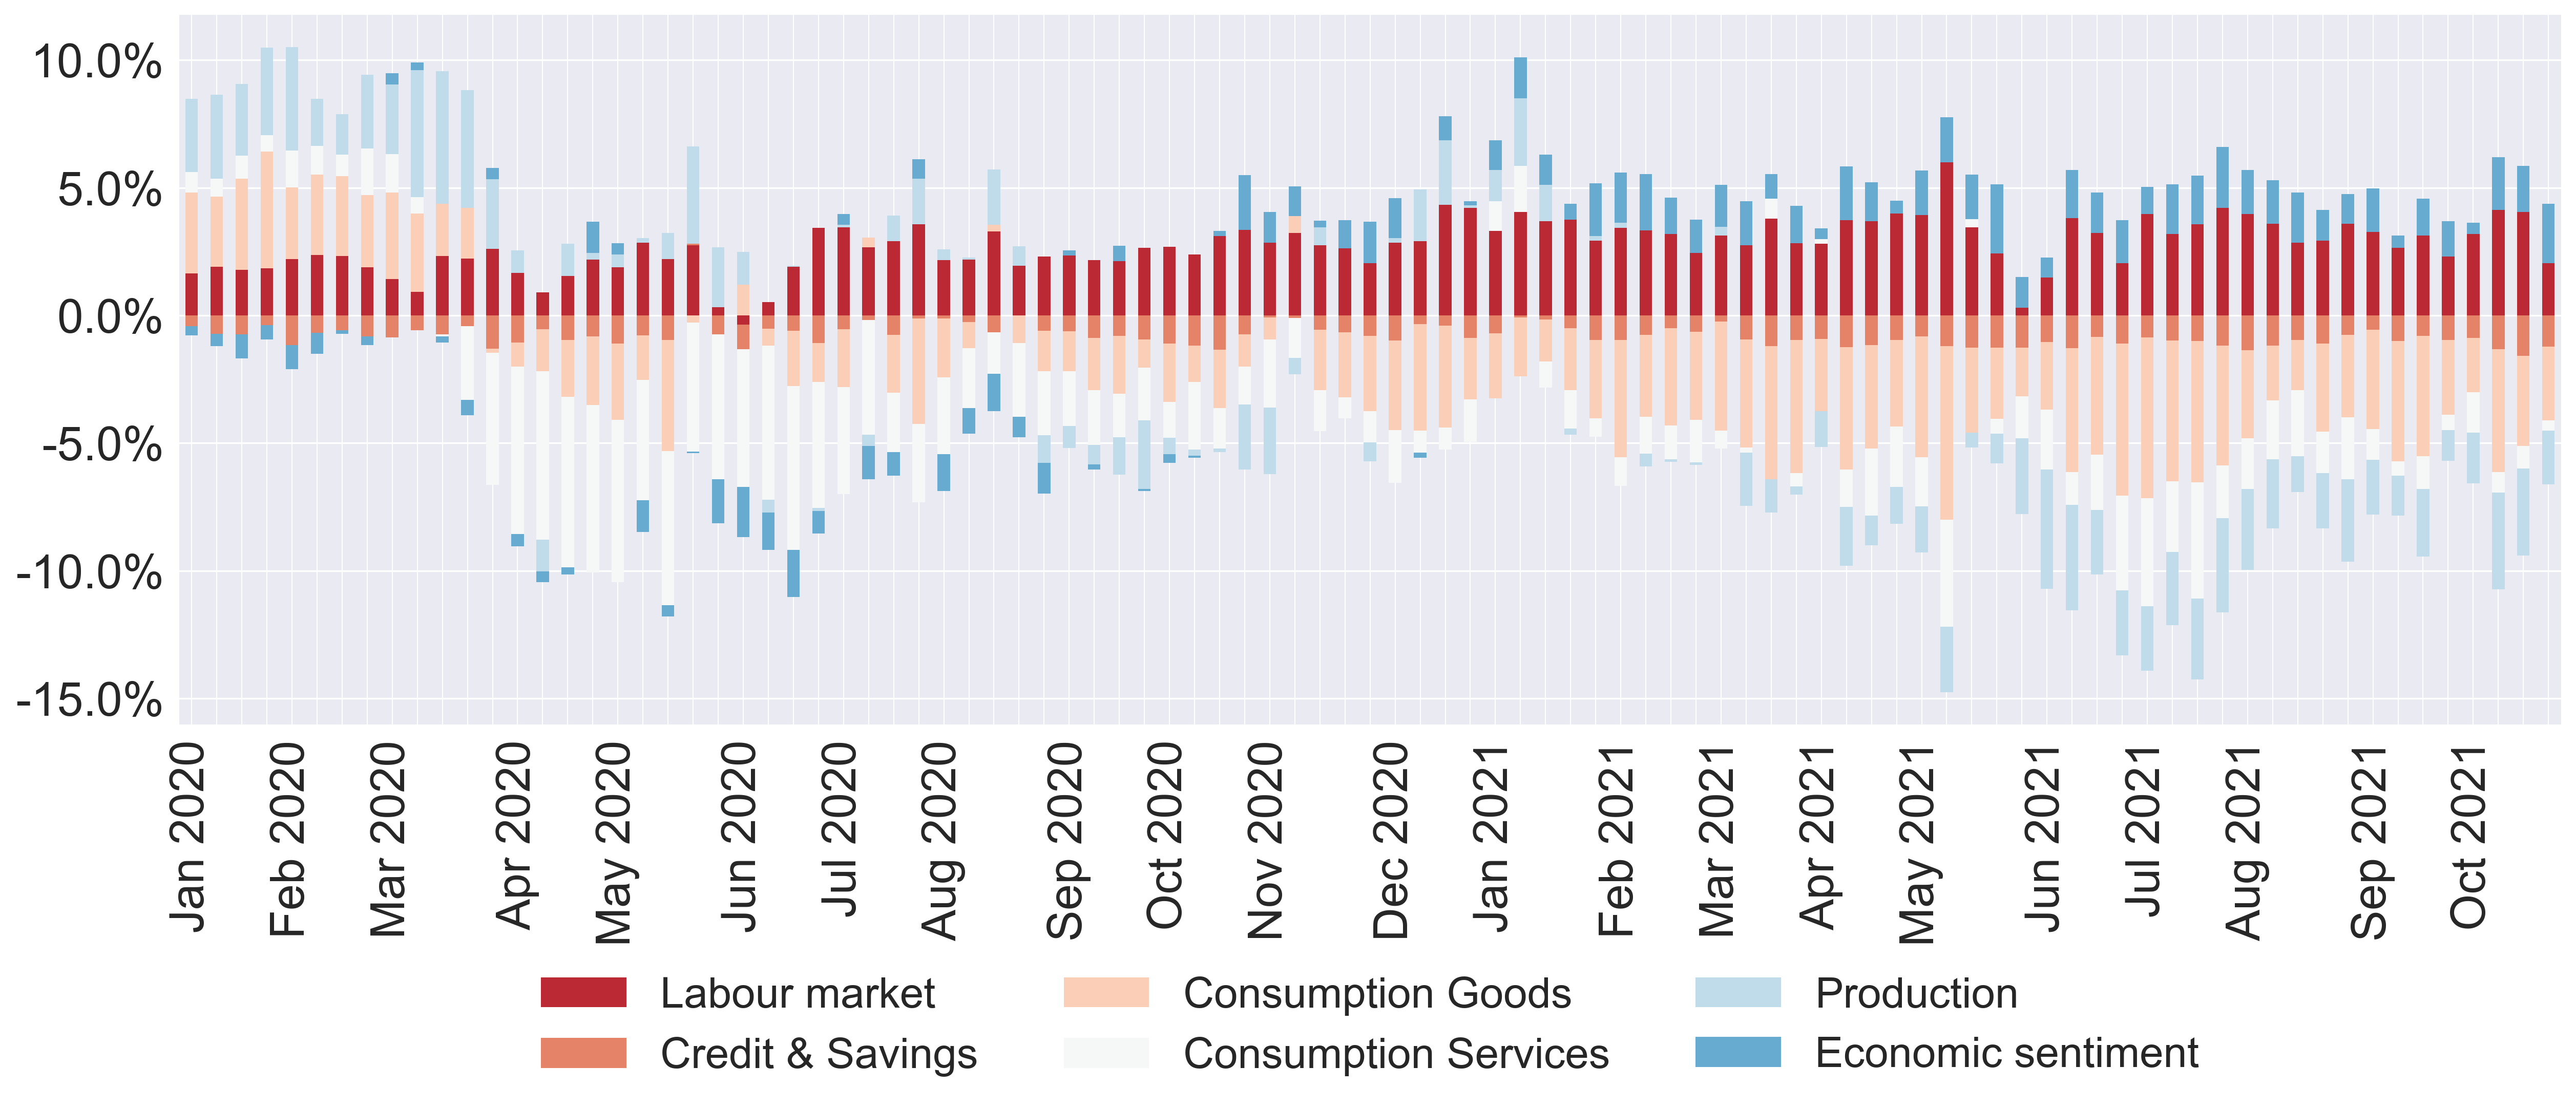 10.0%
5.0%
0.0%
-5.0%
-10.0%
-15.0%
Jan 2020
Feb 2020
Mar 2020
Apr 2020
May 2020
Jun 2020
Jul 2020
Aug 2020
Sep 2020
Oct 2020
Nov 2020
Dec 2020
Jan 2021
Feb 2021
Mar 2021
Apr 2021
May 2021
Jun 2021
Jul 2021
Aug 2021
Sep 2021
Oct 2021
Labour market
Credit & Savings
Consumption Goods
Consumption Services
Production
Economic sentiment